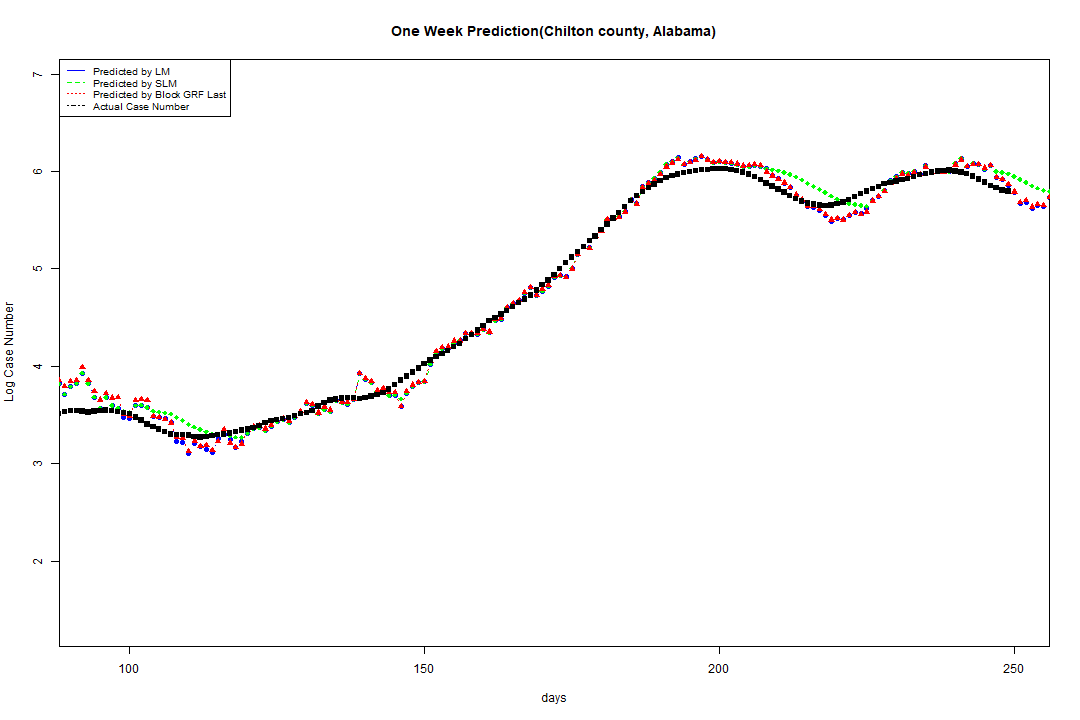 One Week Prediction(Chilton county, Alabama)
Predicted by LM
Predicted by SLM
Predicted by Block GRF Last
Actual Case Number
7
6
5
4
3
2
Log Case Number
100 150 200 250
days